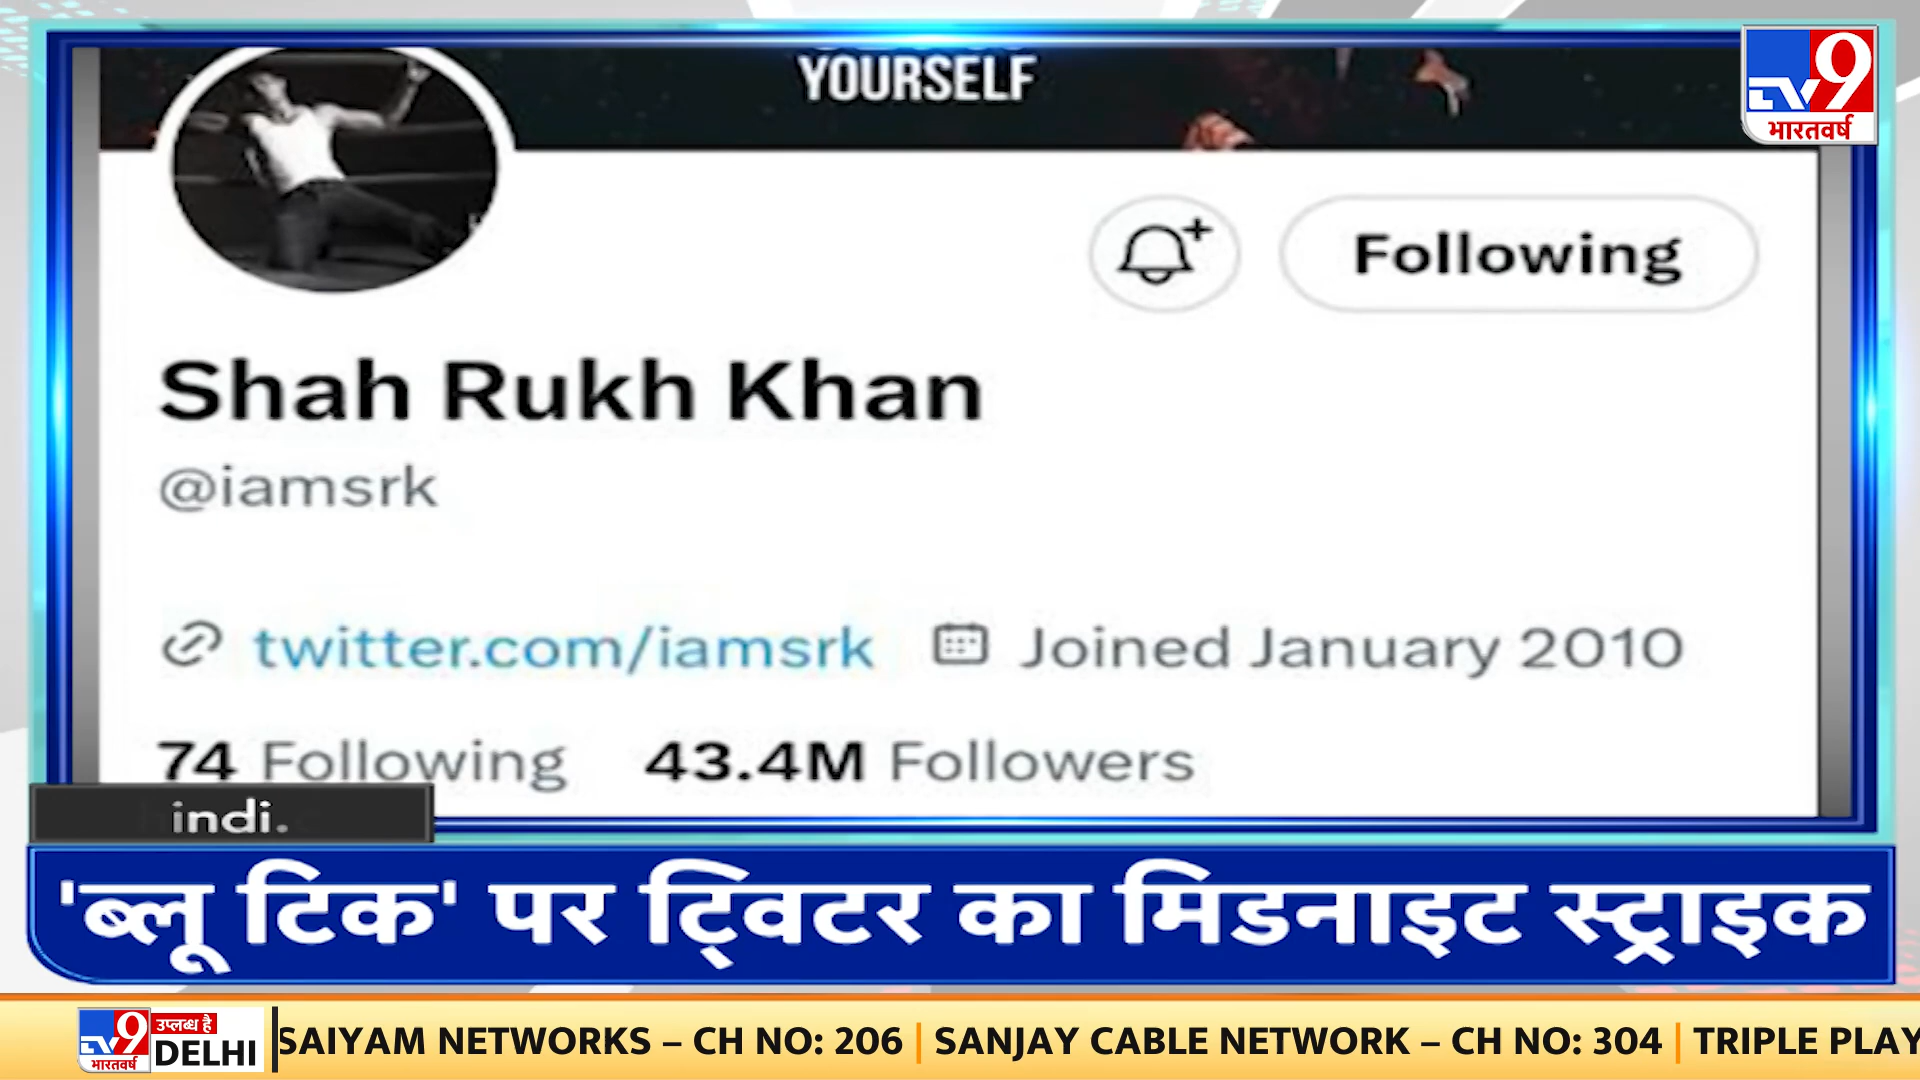 YOURSELF
TV9
भारतवर्ष
Following
Shah Rukh Khan
@iamsrk
twitter.com/iamsrk Joined January 2010
74 Following 43.4M Followers
indi.
'ब्लू टिक' पर ट्विटर का मिडनाइट स्ट्राइक
TV9 भारतवर्ष उपलब्ध है DELHI SAIYAM NETWORKS – CH NO: 206 | SANJAY CABLE NETWORK – CH NO: 304 | TRIPLE PLAY